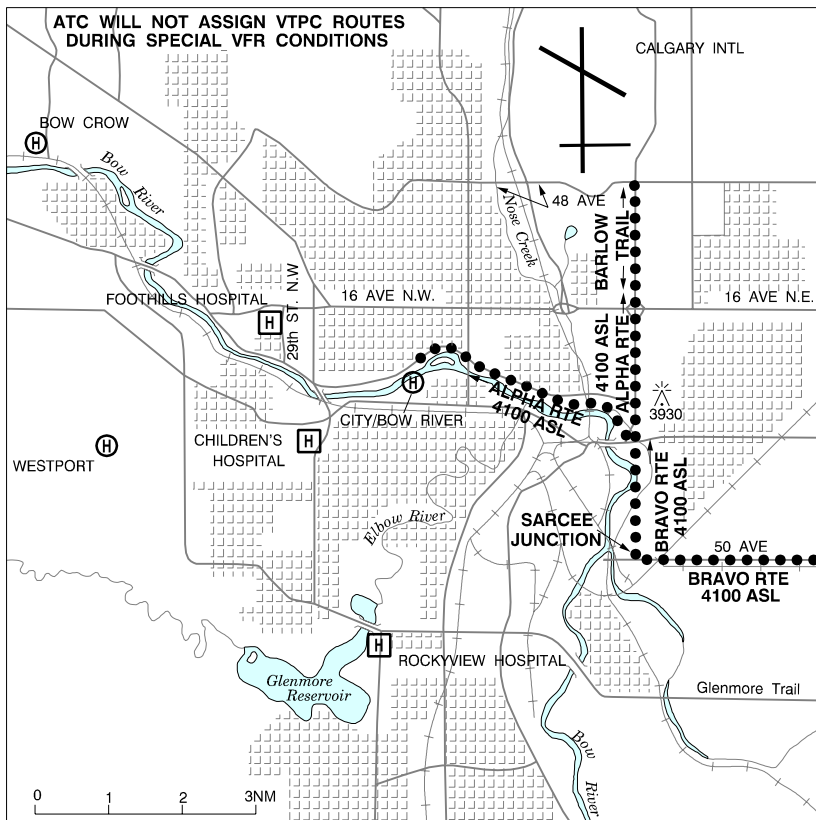 ATC WILL NOT ASSIGN VTPC ROUTES
DURING SPECIAL VFR CONDITIONS
CALGARY INTL
H
BOW CROW
Bow
River
48 AVE
Nose Creek
BARLOW
TRAIL
FOOTHILLS HOSPITAL
H
29th ST. N.W
16 AVE N.W.
16 AVE N.E.
4100 ASL
ALPHA RTE
H
ALPHA RTE
4100 ASL
3930
CITY/BOW RIVER
CHILDREN'S
HOSPITAL
H
WESTPORT
H
BRAVO RTE
4100 ASL
Elbow River
SARCEE
JUNCTION
50 AVE
BRAVO RTE
4100 ASL
H
ROCKYVIEW HOSPITAL
Glenmore
Reservoir
Glenmore Trail
Bow
River
0 1 2 3NM